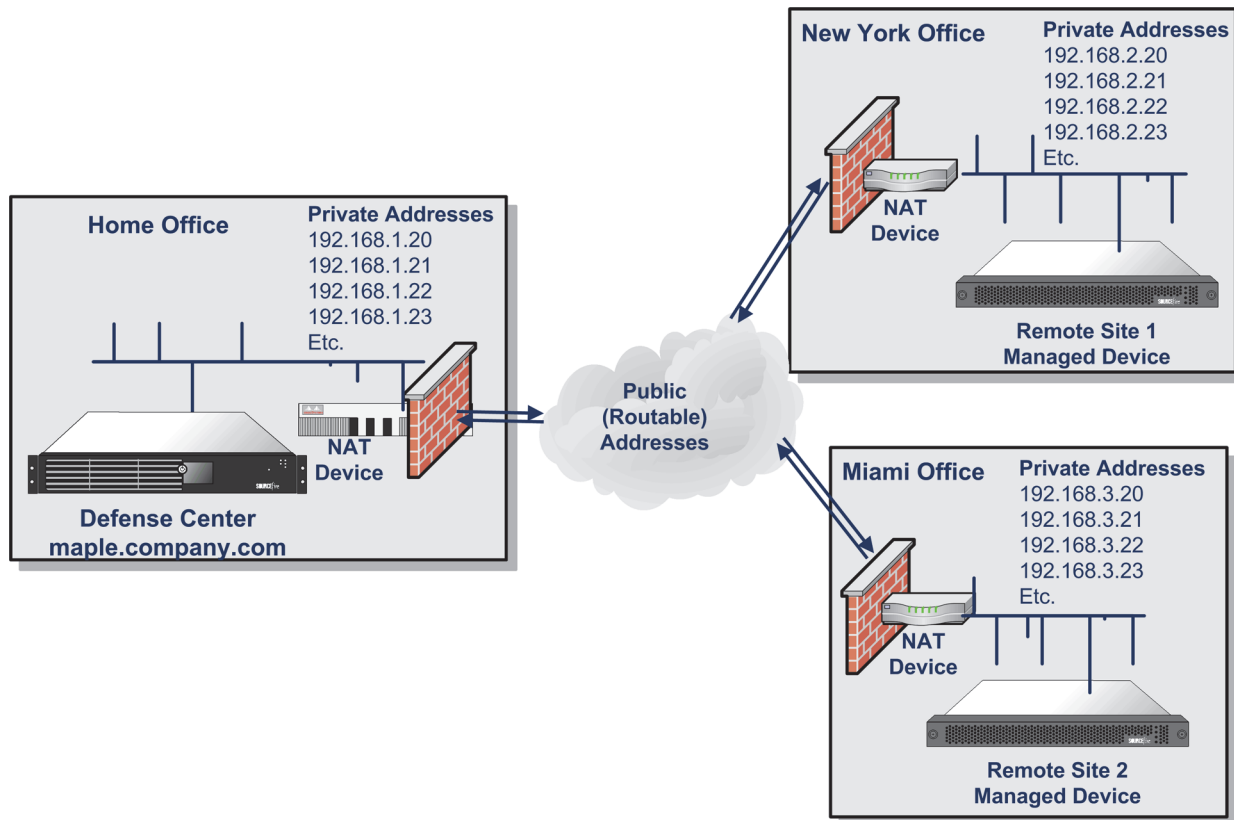 Home Office
Private Addresses
192.168.1.20
192.168.1.21
192.168.1.22
192.168.1.23
Etc.
NAT
Device
SOURCEfire
Defense Center
maple.company.com
Public
(Routable)
Addresses
New York Office
Private Addresses
192.168.2.20
192.168.2.21
192.168.2.22
192.168.2.23
Etc.
NAT
Device
SOURCEfire
Remote Site 1
Managed Device
Miami Office
Private Addresses
192.168.3.20
192.168.3.21
192.168.3.22
192.168.3.23
Etc.
NAT
Device
SOURCEfire
Remote Site 2
Managed Device